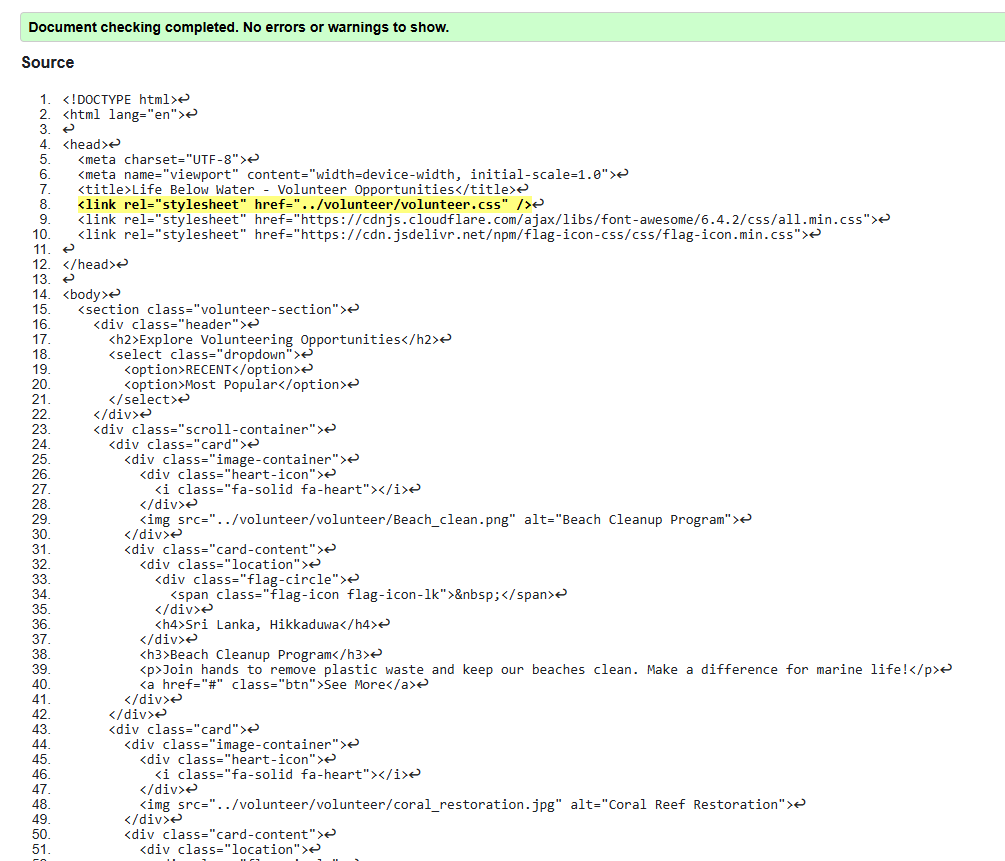 Document checking completed. No errors or warnings to show.
Source
1. <!DOCTYPE html>↩
2. <html lang="en">↩
3. ↩
4. <head>↩
5.   <meta charset="UTF-8">↩
6.   <meta name="viewport" content="width=device-width, initial-scale=1.0">↩
7.   <title>Life Below Water - Volunteer Opportunities</title>↩
8.   <link rel="stylesheet" href="../volunteer/volunteer.css" />↩
9.   <link rel="stylesheet" href="https://cdnjs.cloudflare.com/ajax/libs/font-awesome/6.4.2/css/all.min.css">↩
10.   <link rel="stylesheet" href="https://cdn.jsdelivr.net/npm/flag-icon-css/css/flag-icon.min.css">↩
11. ↩
12. </head>↩
13. ↩
14. <body>↩
15.   <section class="volunteer-section">↩
16.     <div class="header">↩
17.       <h2>Explore Volunteering Opportunities</h2>↩
18.       <select class="dropdown">↩
19.         <option>RECENT</option>↩
20.         <option>Most Popular</option>↩
21.       </select>↩
22.     </div>↩
23.     <div class="scroll-container">↩
24.       <div class="card">↩
25.         <div class="image-container">↩
26.           <div class="heart-icon">↩
27.             <i class="fa-solid fa-heart"></i>↩
28.           </div>↩
29.           <img src="../volunteer/volunteer/Beach_clean.png" alt="Beach Cleanup Program">↩
30.         </div>↩
31.         <div class="card-content">↩
32.           <div class="location">↩
33.             <div class="flag-circle">↩
34.               <span class="flag-icon flag-icon-lk">&nbsp;</span>↩
35.             </div>↩
36.             <h4>Sri Lanka, Hikkaduwa</h4>↩
37.           </div>↩
38.           <h3>Beach Cleanup Program</h3>↩
39.           <p>Join hands to remove plastic waste and keep our beaches clean. Make a difference for marine life!</p>↩
40.           <a href="#" class="btn">See More</a>↩
41.         </div>↩
42.       </div>↩
43.       <div class="card">↩
44.         <div class="image-container">↩
45.           <div class="heart-icon">↩
46.             <i class="fa-solid fa-heart"></i>↩
47.           </div>↩
48.           <img src="../volunteer/volunteer/coral_restoration.jpg" alt="Coral Reef Restoration">↩
49.         </div>↩
50.         <div class="card-content">↩
51.           <div class="location">↩